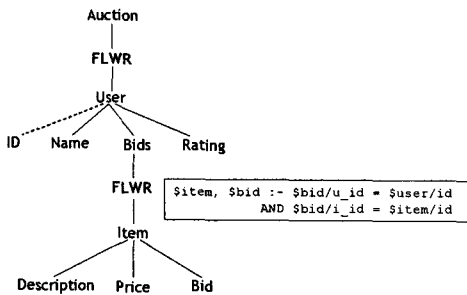 Auction
FLWR
User
ID Name Bids Rating
FLWR
$item, $bid :- $bid/u_id = $user/id
AND $bid/i_id = $item/id
Item
Description Price Bid